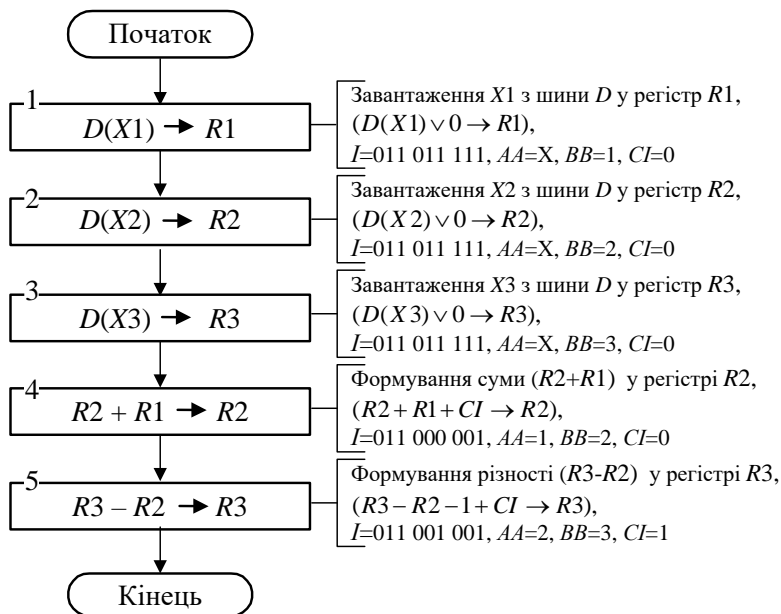 Початок
1
D(X1) → R1
Завантаження X1 з шини D у регістр R1,
(D(X1) ∨ 0 → R1),
I=011 011 111, AA=X, BB=1, CI=0
2
D(X2) → R2
Завантаження X2 з шини D у регістр R2,
(D(X2) ∨ 0 → R2),
I=011 011 111, AA=X, BB=2, CI=0
3
D(X3) → R3
Завантаження X3 з шини D у регістр R3,
(D(X3) ∨ 0 → R3),
I=011 011 111, AA=X, BB=3, CI=0
4
R2 + R1 → R2
Формування суми (R2+R1) у регістрі R2,
(R2 + R1 + CI → R2),
I=011 000 001, AA=1, BB=2, CI=0
5
R3 – R2 → R3
Формування різності (R3-R2) у регістрі R3,
(R3 − R2 − 1 + CI → R3),
I=011 001 001, AA=2, BB=3, CI=1
Кінець